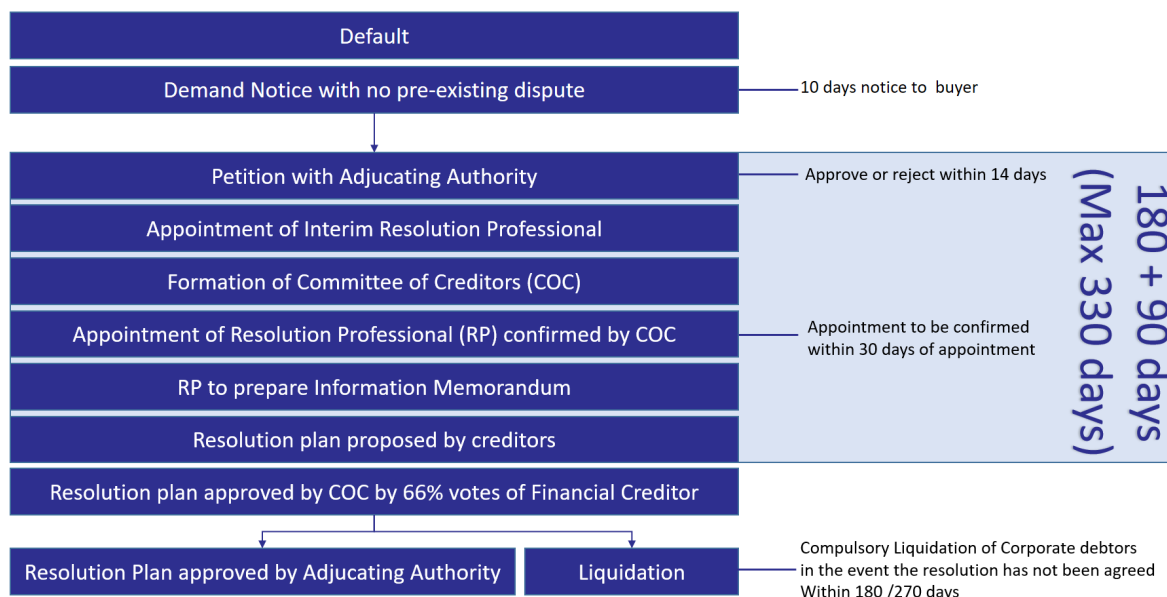 Default
Demand Notice with no pre-existing dispute
10 days notice to buyer
Petition with Adjucating Authority
Approve or reject within 14 days
Appointment of Interim Resolution Professional
Formation of Committee of Creditors (COC)
Appointment of Resolution Professional (RP) confirmed by COC
Appointment to be confirmed
within 30 days of appointment
RP to prepare Information Memorandum
Resolution plan proposed by creditors
180 + 90 days
(Max 330 days)
Resolution plan approved by COC by 66% votes of Financial Creditor
Resolution Plan approved by Adjucating Authority
Liquidation
Compulsory Liquidation of Corporate debtors
in the event the resolution has not been agreed
Within 180 /270 days